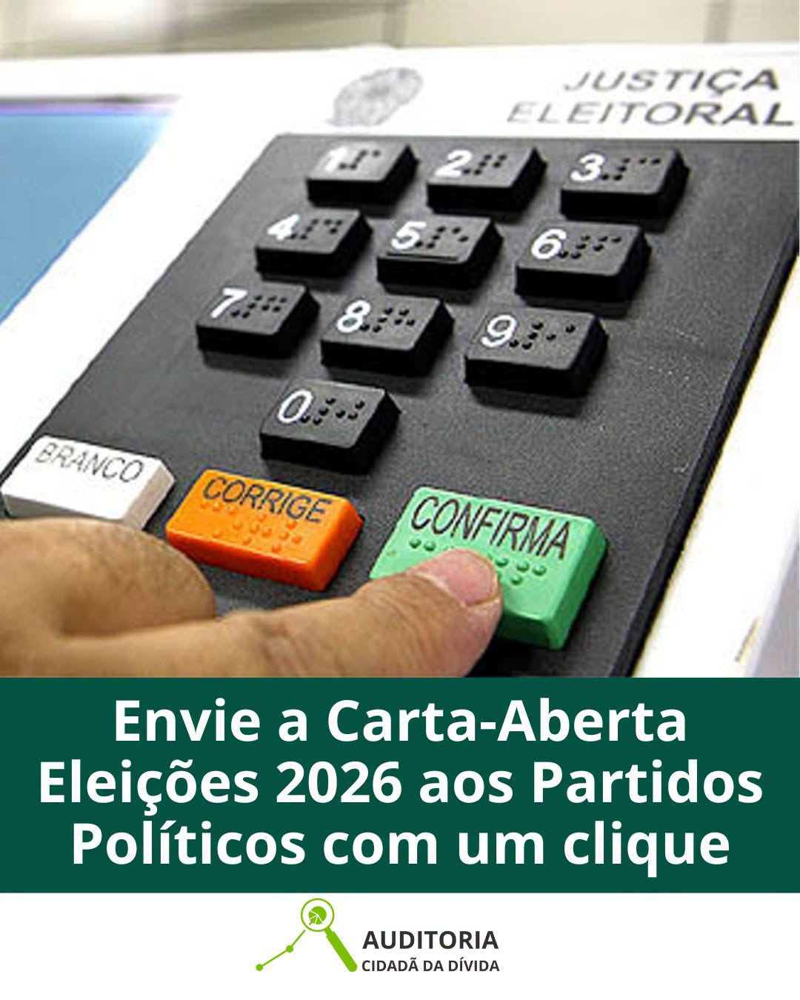 JUSTIÇA
ELEITORAL
1 2 3
4 5 6
7 8 9
0
BRANCO CORRIGE CONFIRMA
Envie a Carta-Aberta
Eleições 2026 aos Partidos
Políticos com um clique
AUDITORIA
CIDADÃ DA DÍVIDA